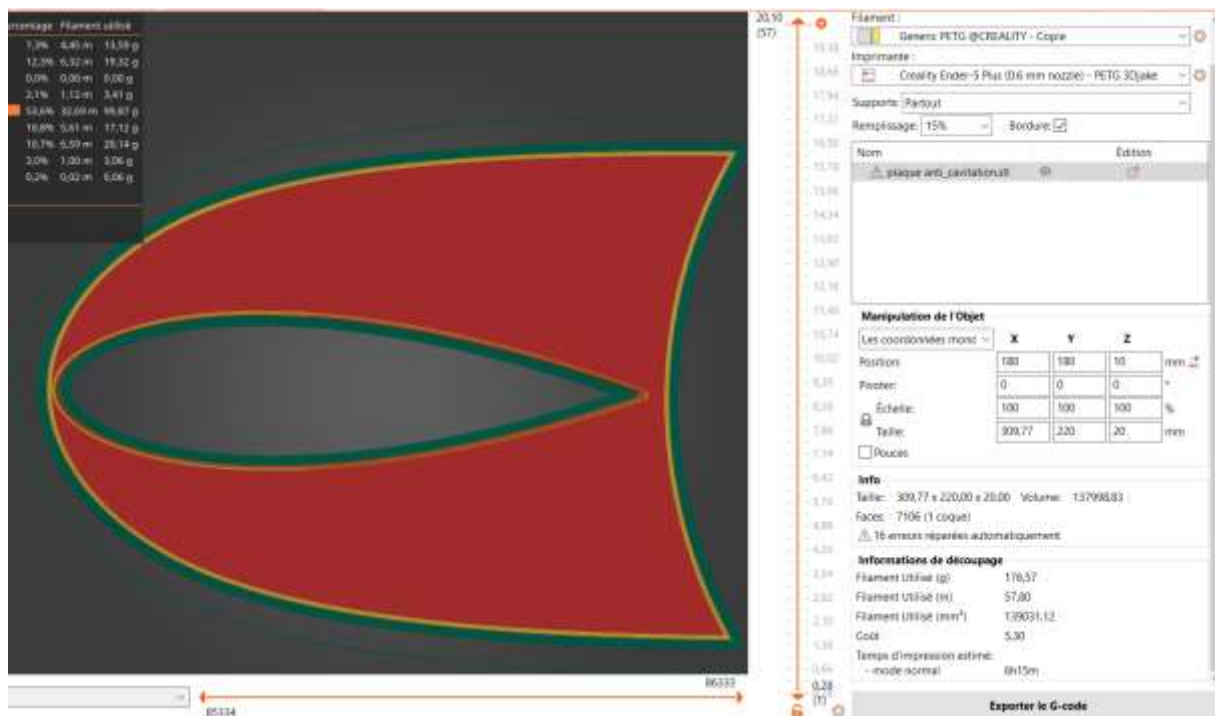 Pourcentage Filament utilisé
7,3% 4,45 m 13,59 g
12,3% 6,32 m 19,32 g
0,0% 0,00 m 0,00 g
2,1% 1,12 m 3,41 g
53,6% 32,69 m 99,87 g
10,8% 5,61 m 17,12 g
10,7% 6,59 m 20,14 g
3,0% 1,00 m 3,06 g
0,2% 0,02 m 0,06 g
20,10
(57)
0,28
(1)
85334
86333
Filament :
Generic PETG @CREALITY - Copie
Imprimante :
Creality Ender-5 Plus (0.6 mm nozzle) - PETG 3Djake
Supports: Partout
Remplissage: 15% Bordure:
Nom Édition
plaque anti_cavitation.stl
Manipulation de l'Objet
Les coordonnées mond X Y Z
Position: 180 180 10 mm
Pivoter: 0 0 0 °
Échelle: 100 100 100 %
Taille: 309,77 220 20 mm
Pouces
Info
Taille: 309,77 x 220,00 x 20,00 Volume: 137998,83
Faces: 7106 (1 coque)
16 erreurs réparées automatiquement
Informations de découpage
Filament Utilisé (g) 176,57
Filament Utilisé (m) 57,80
Filament Utilisé (mm³) 139031,12
Coût 5,30
Temps d'impression estimé:
- mode normal 6h15m
Exporter le G-code